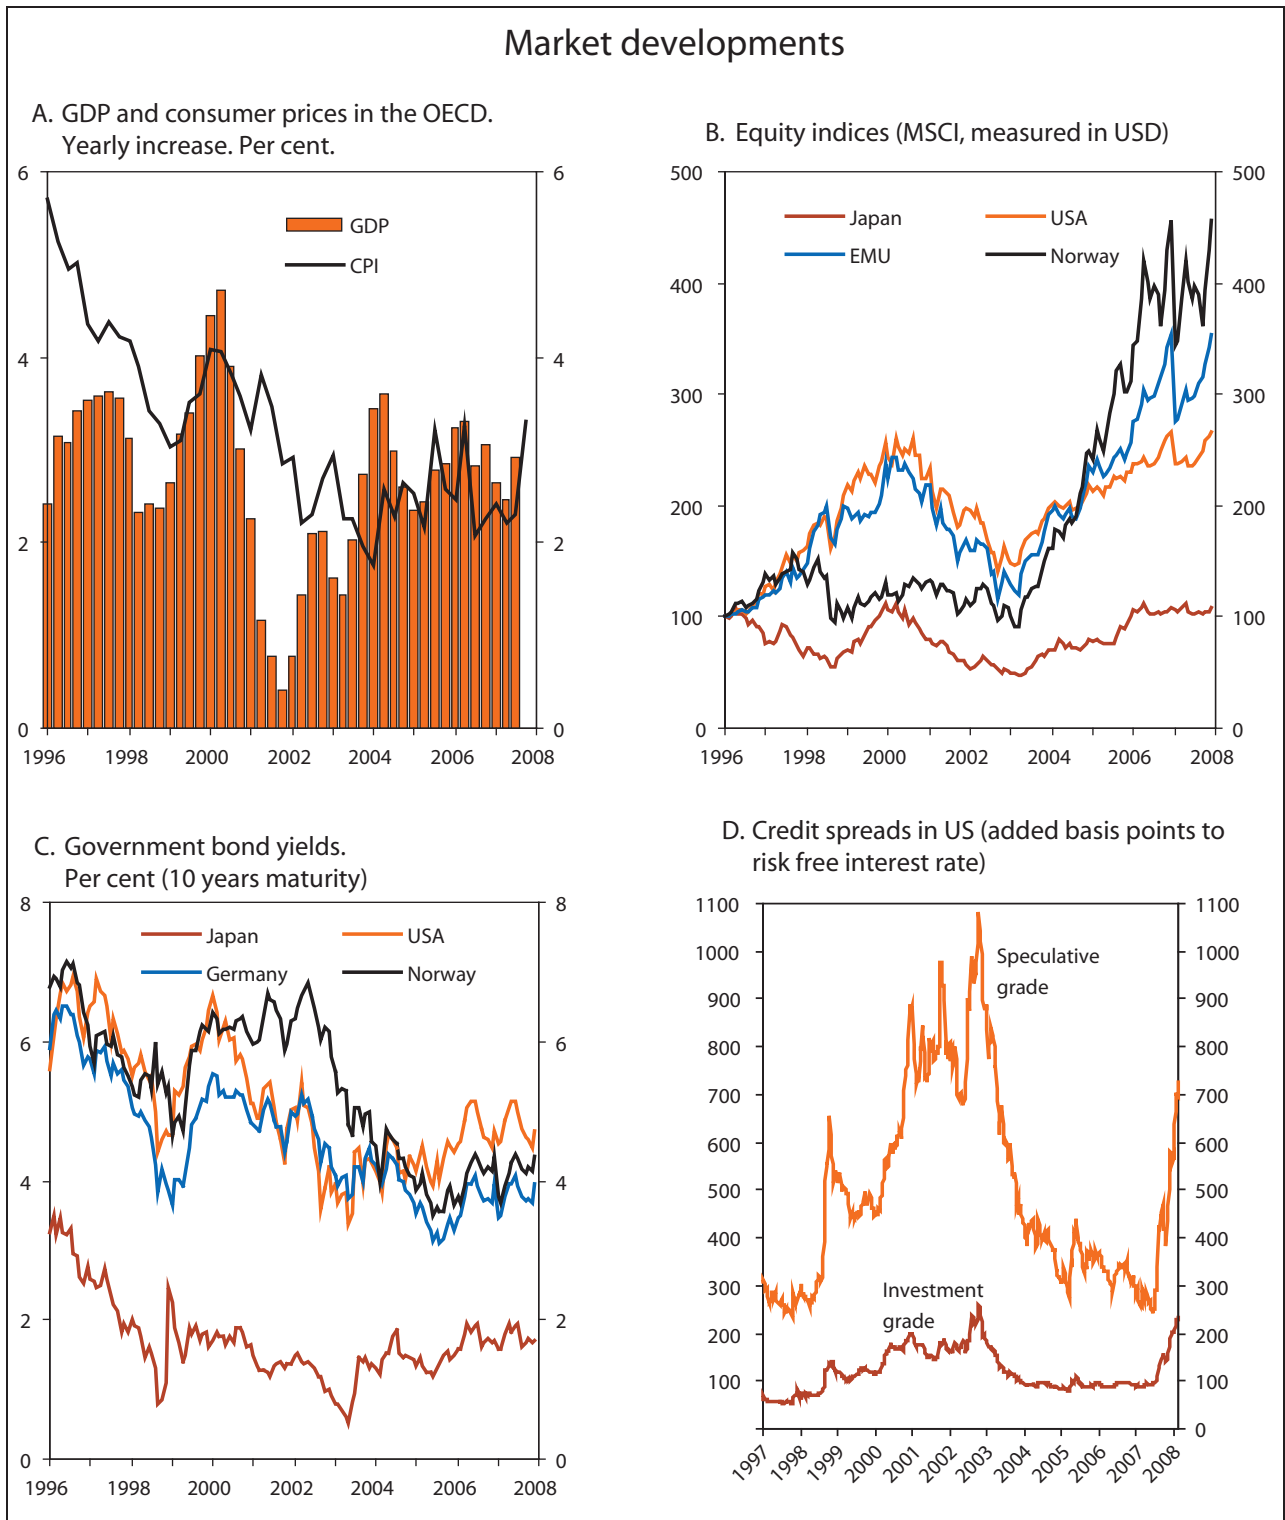 Market developments
A. GDP and consumer prices in the OECD.
Yearly increase. Per cent.
6 6
GDP
CPI
4 4
2 2
0 0
1996 1998 2000 2002 2004 2006 2008
B. Equity indices (MSCI, measured in USD)
500 500
Japan USA
EMU Norway
400 400
300 300
200 200
100 100
0 0
1996 1998 2000 2002 2004 2006 2008
C. Government bond yields.
Per cent (10 years maturity)
8 8
Japan USA
Germany Norway
6 6
4 4
2 2
0 0
1996 1998 2000 2002 2004 2006 2008
D. Credit spreads in US (added basis points to
risk free interest rate)
1100 1100
1000 1000
Speculative
grade
900 900
800 800
700 700
600 600
500 500
400 400
300 300
Investment
grade
200 200
100 100
0
1997 1998 1999 2000 2001 2002 2003 2004 2005 2006 2007 2008